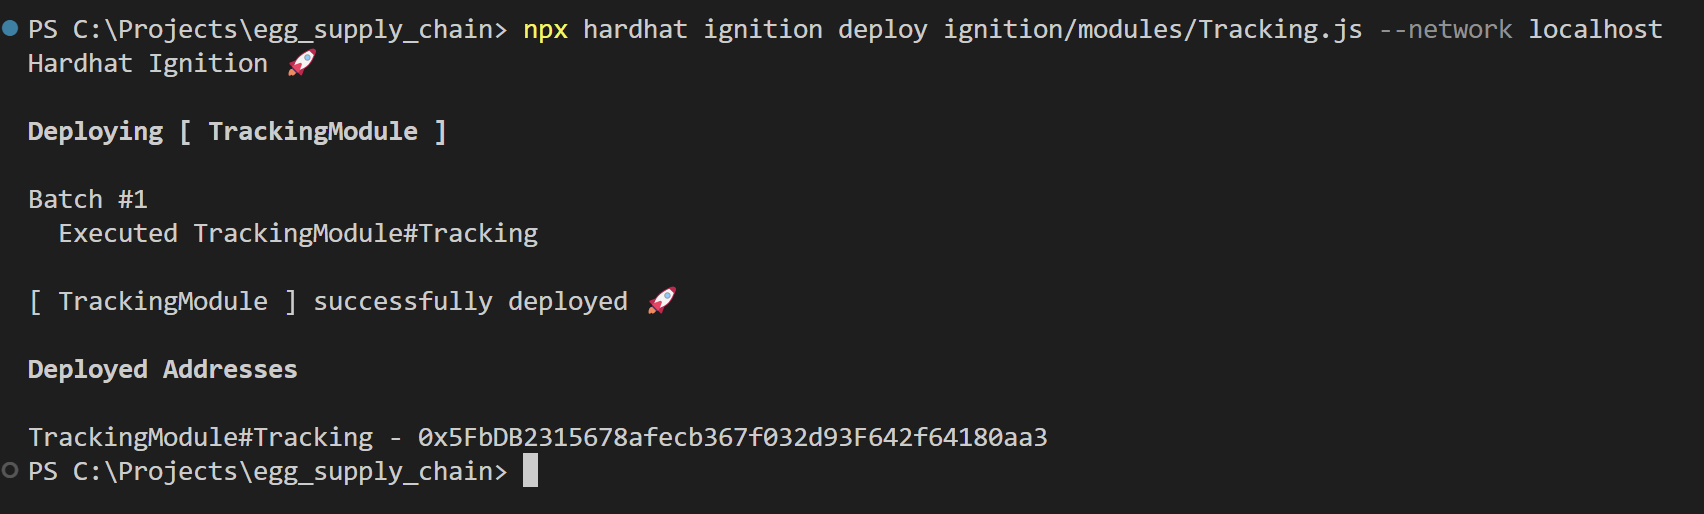 PS C:\Projects\egg_supply_chain> npx hardhat ignition deploy ignition/modules/Tracking.js --network localhost
Hardhat Ignition 🚀
Deploying [ TrackingModule ]
Batch #1
Executed TrackingModule#Tracking
[ TrackingModule ] successfully deployed 🚀
Deployed Addresses
TrackingModule#Tracking - 0x5FbDB2315678afecb367f032d93F642f64180aa3
PS C:\Projects\egg_supply_chain>